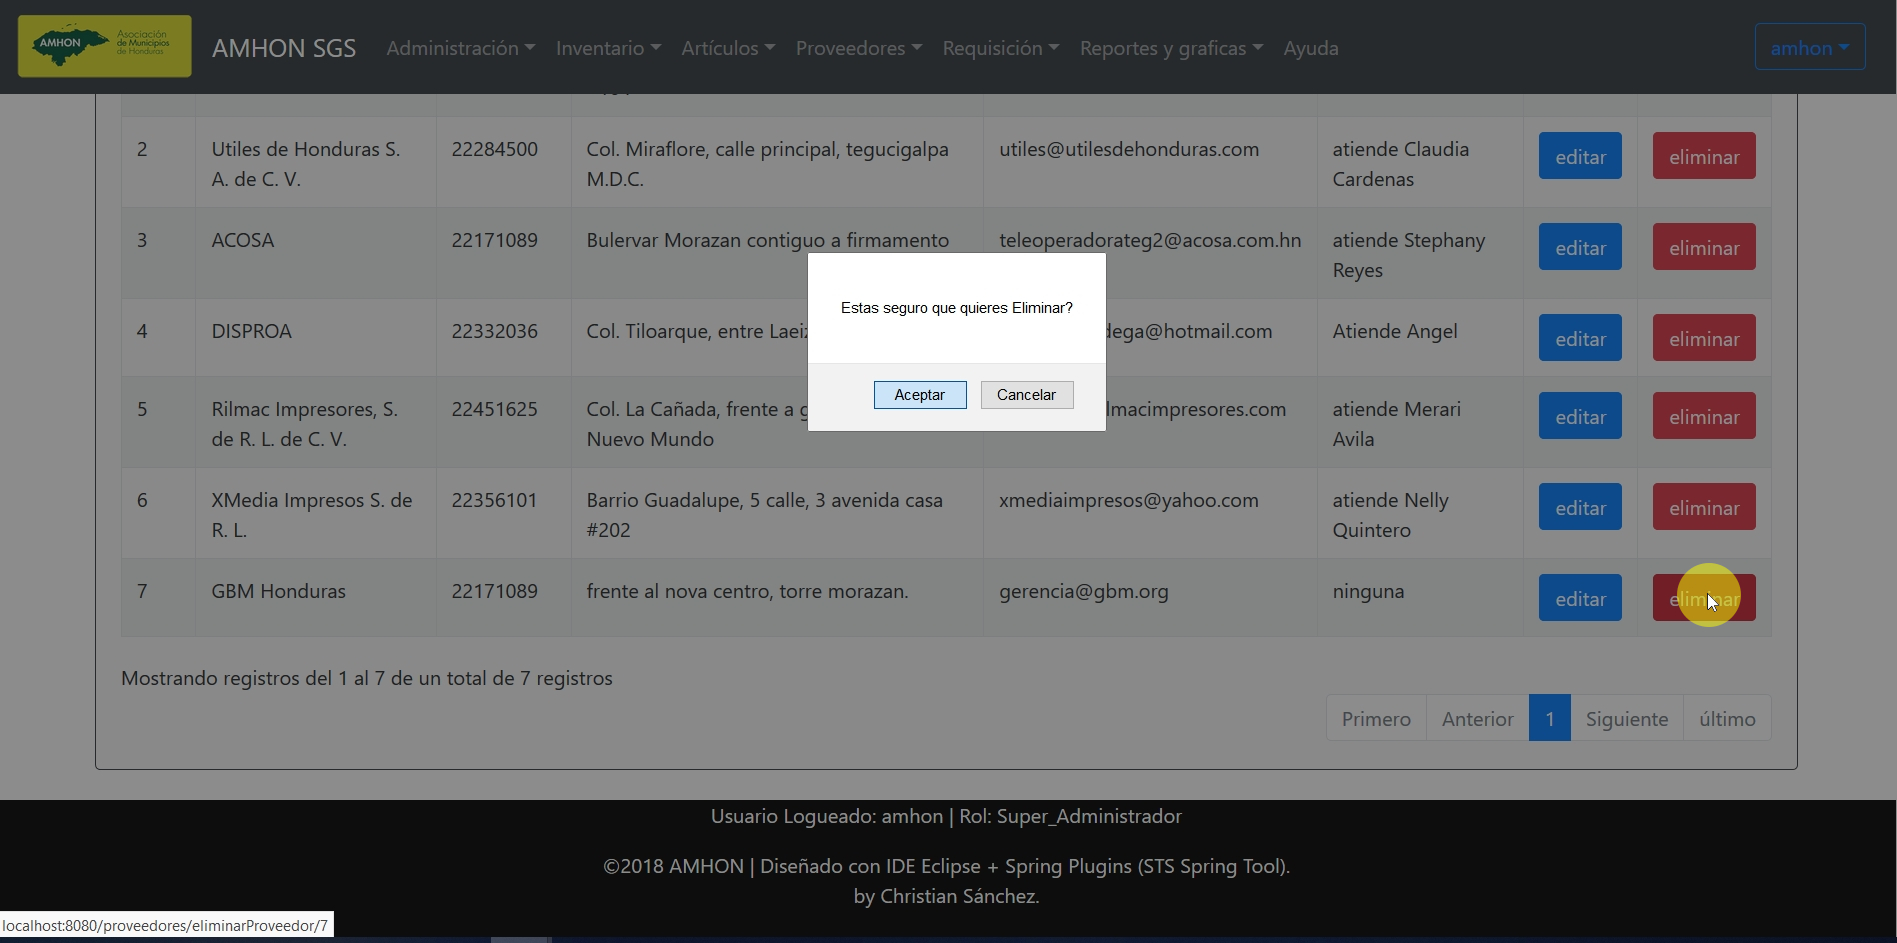 AMHON
Asociación
de Municipios
de Honduras
AMHON SGS
Administración
Inventario
Artículos
Proveedores
Requisición
Reportes y graficas
Ayuda
amhon
2
Utiles de Honduras S.
A. de C. V.
22284500
Col. Miraflore, calle principal, tegucigalpa
M.D.C.
utiles@utilesdehonduras.com
atiende Claudia
Cardenas
editar
eliminar
3
ACOSA
22171089
Bulervar Morazan contiguo a firmamento
teleoperadorateg2@acosa.com.hn
atiende Stephany
Reyes
editar
eliminar
Estas seguro que quieres Eliminar?
Aceptar
Cancelar
4
DISPROA
22332036
Col. Tiloarque, entre
dega@hotmail.com
Atiende Angel
editar
eliminar
5
Rilmac Impresores, S.
de R. L. de C. V.
22451625
Col. La Cañada, frente a
Nuevo Mundo
lmacimpresores.com
atiende Merari
Avila
editar
eliminar
6
XMedia Impresos S. de
R. L.
22356101
Barrio Guadalupe, 5 calle, 3 avenida casa
#202
xmediaimpresos@yahoo.com
atiende Nelly
Quintero
editar
eliminar
7
GBM Honduras
22171089
frente al nova centro, torre morazan.
gerencia@gbm.org
ninguna
editar
eliminar
Mostrando registros del 1 al 7 de un total de 7 registros
Primero
Anterior
1
Siguiente
último
Usuario Logueado: amhon | Rol: Super_Administrador
©2018 AMHON | Diseñado con IDE Eclipse + Spring Plugins (STS Spring Tool).
by Christian Sánchez.
localhost:8080/proveedores/eliminarProveedor/7